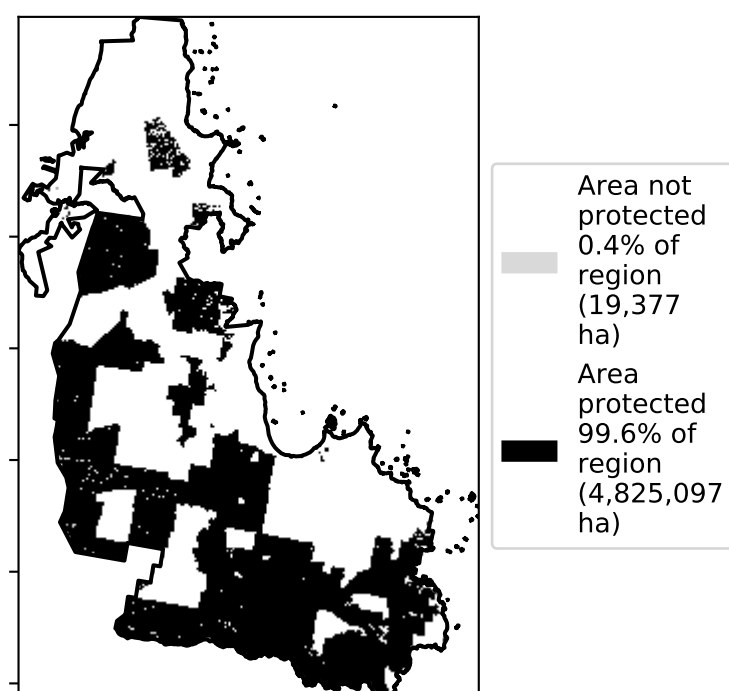 Area not
protected
0.4% of
region
(19,377
ha)
Area
protected
99.6% of
region
(4,825,097
ha)